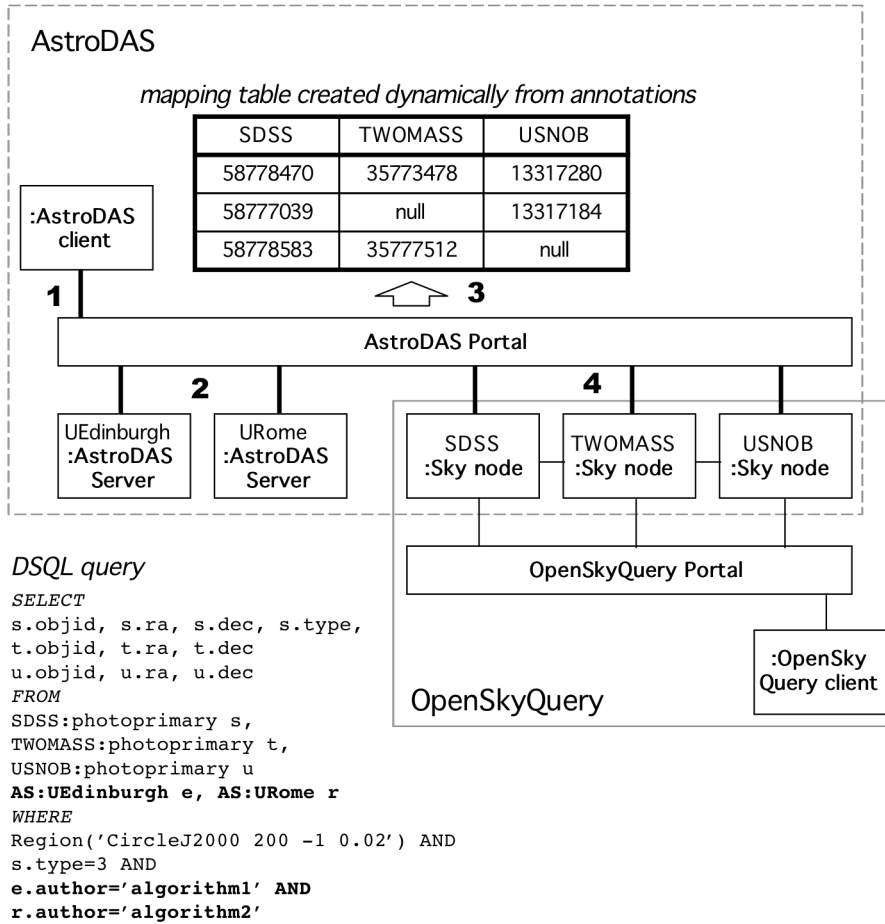 AstroDAS
mapping table created dynamically from annotations
SDSS TWOMASS USNOB
58778470 35773478 13317280
58777039 null 13317184
58778583 35777512 null
:AstroDAS
client
1
3
AstroDAS Portal
2
4
UEdinburgh
:AstroDAS
Server
URome
:AstroDAS
Server
SDSS
:Sky node
TWOMASS
:Sky node
USNOB
:Sky node
OpenSkyQuery Portal
:OpenSky
Query client
OpenSkyQuery
DSQL query
SELECT
s.objid, s.ra, s.dec, s.type,
t.objid, t.ra, t.dec
u.objid, u.ra, u.dec
FROM
SDSS:photoprimary s,
TWOMASS:photoprimary t,
USNOB:photoprimary u
AS:UEdinburgh e, AS:URome r
WHERE
Region(’CircleJ2000 200 -1 0.02’) AND
s.type=3 AND
e.author=’algorithm1’ AND
r.author=’algorithm2’